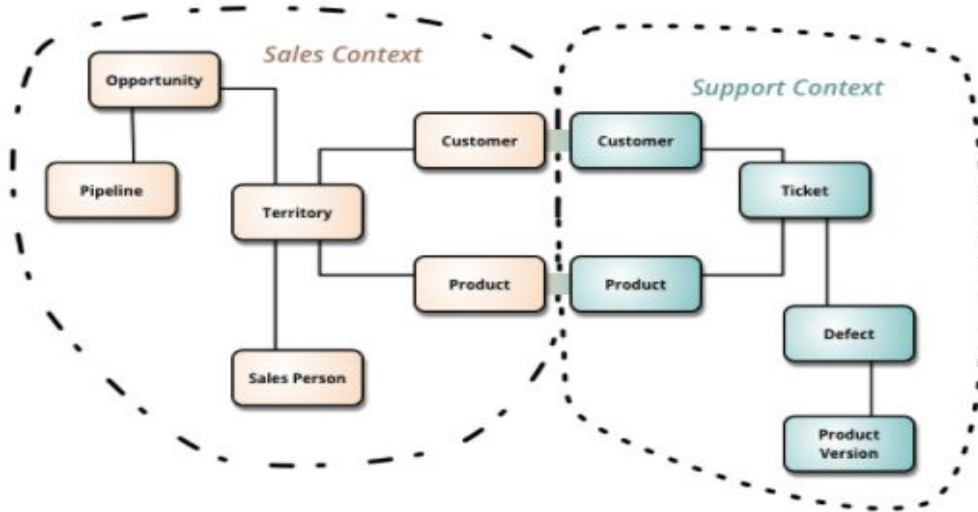 Sales Context
Opportunity
Support Context
Customer
Customer
Pipeline
Ticket
Territory
Product
Product
Defect
Sales Person
Product
Version